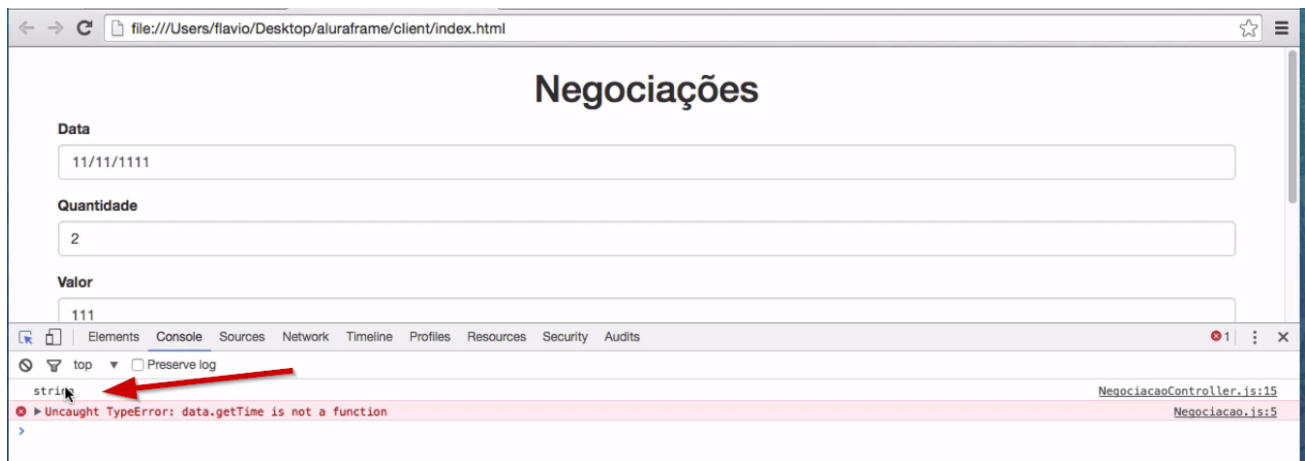 file:///Users/flavio/Desktop/aluraframe/client/index.html
Negociações
Data
11/11/1111
Quantidade
2
Valor
111
Elements Console Sources Network Timeline Profiles Resources Security Audits 1
top Preserve log
string NegociacaoController.js:15
Uncaught TypeError: data.getTime is not a function Negociacao.js:5